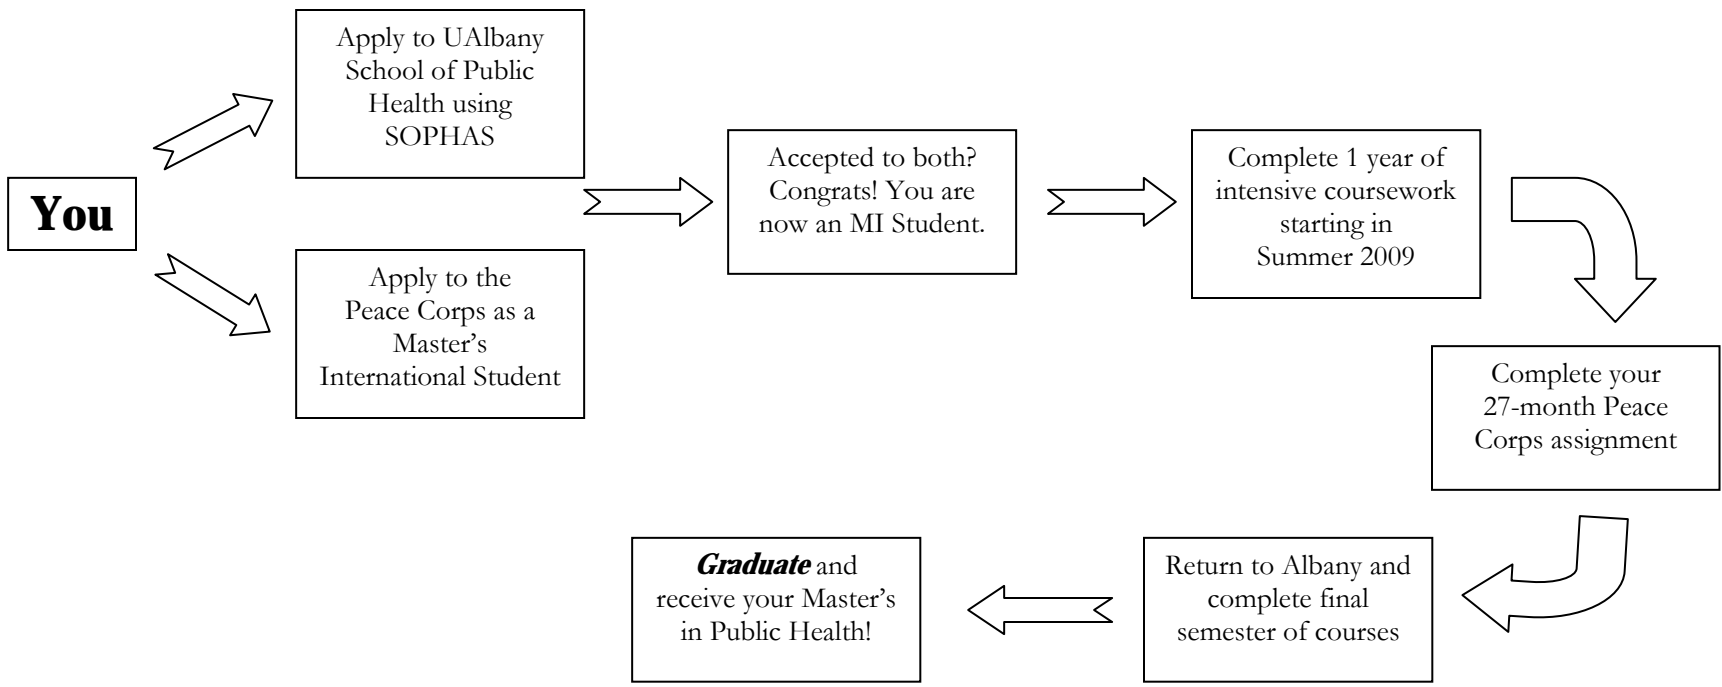 You
Apply to UAlbany
School of Public
Health using
SOPHAS
Apply to the
Peace Corps as a
Master’s
International Student
Accepted to both?
Congrats! You are
now an MI Student.
Complete 1 year of
intensive coursework
starting in
Summer 2009
Complete your
27-month Peace
Corps assignment
Return to Albany and
complete final
semester of courses
Graduate and
receive your Master’s
in Public Health!